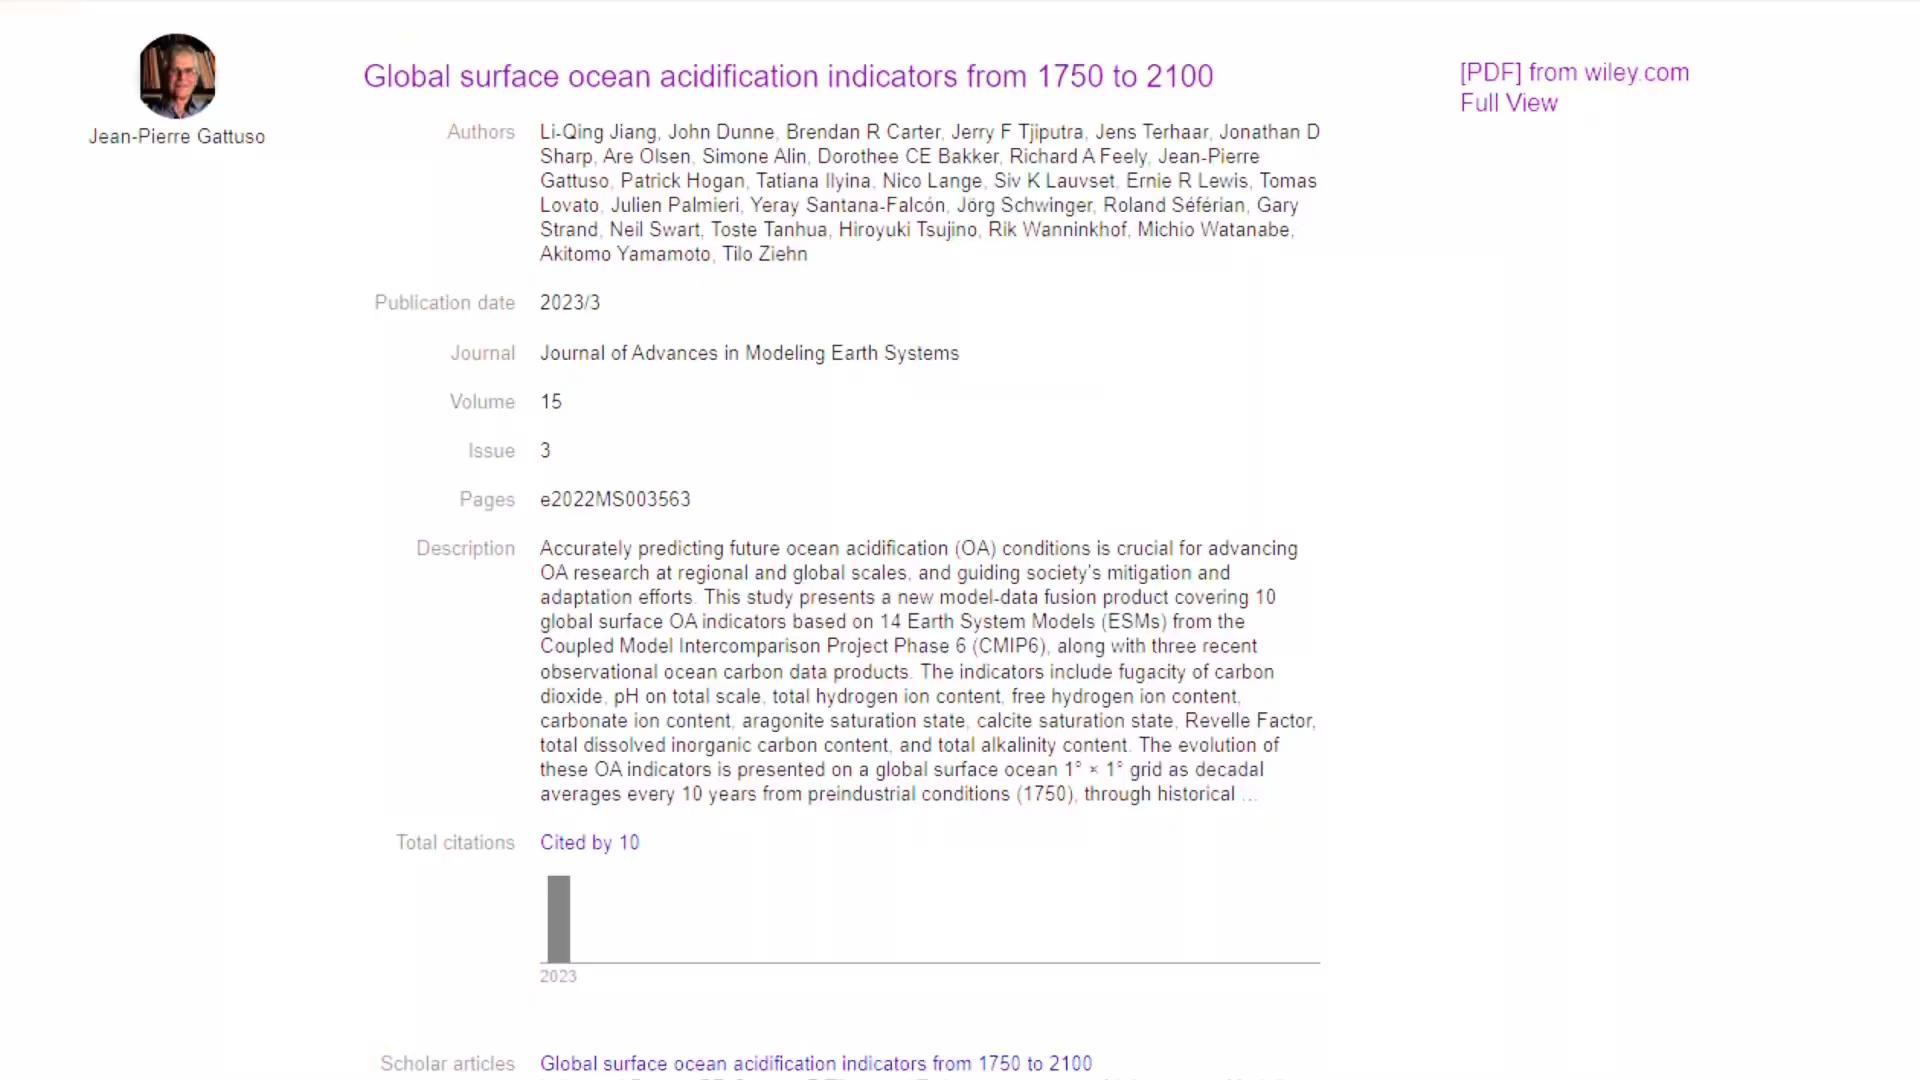 Global surface ocean acidification indicators from 1750 to 2100
[PDF] from wiley.com
Full View
Jean-Pierre Gattuso
Authors Li-Qing Jiang, John Dunne, Brendan R Carter, Jerry F Tjiputra, Jens Terhaar, Jonathan D
Sharp, Are Olsen, Simone Alin, Dorothee CE Bakker, Richard A Feely, Jean-Pierre
Gattuso, Patrick Hogan, Tatiana Ilyina, Nico Lange, Siv K Lauvset, Ernie R Lewis, Tomas
Lovato, Julien Palmieri, Yeray Santana-Falcón, Jörg Schwinger, Roland Séférian, Gary
Strand, Neil Swart, Toste Tanhua, Hiroyuki Tsujino, Rik Wanninkhof, Michio Watanabe,
Akitomo Yamamoto, Tilo Ziehn
Publication date 2023/3
Journal Journal of Advances in Modeling Earth Systems
Volume 15
Issue 3
Pages e2022MS003563
Description Accurately predicting future ocean acidification (OA) conditions is crucial for advancing
OA research at regional and global scales, and guiding society's mitigation and
adaptation efforts. This study presents a new model-data fusion product covering 10
global surface OA indicators based on 14 Earth System Models (ESMs) from the
Coupled Model Intercomparison Project Phase 6 (CMIP6), along with three recent
observational ocean carbon data products. The indicators include fugacity of carbon
dioxide, pH on total scale, total hydrogen ion content, free hydrogen ion content,
carbonate ion content, aragonite saturation state, calcite saturation state, Revelle Factor,
total dissolved inorganic carbon content, and total alkalinity content. The evolution of
these OA indicators is presented on a global surface ocean 1° × 1° grid as decadal
averages every 10 years from preindustrial conditions (1750), through historical ...
Total citations Cited by 10
2023
Scholar articles Global surface ocean acidification indicators from 1750 to 2100